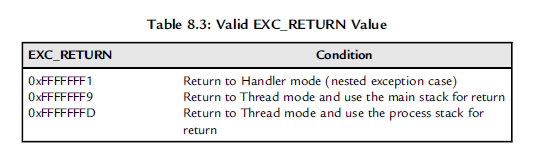 Table 8.3: Valid EXC_RETURN Value
EXC_RETURN Condition
0xFFFFFFF1 Return to Handler mode (nested exception case)
0xFFFFFFF9 Return to Thread mode and use the main stack for return
0xFFFFFFFD Return to Thread mode and use the process stack for
return